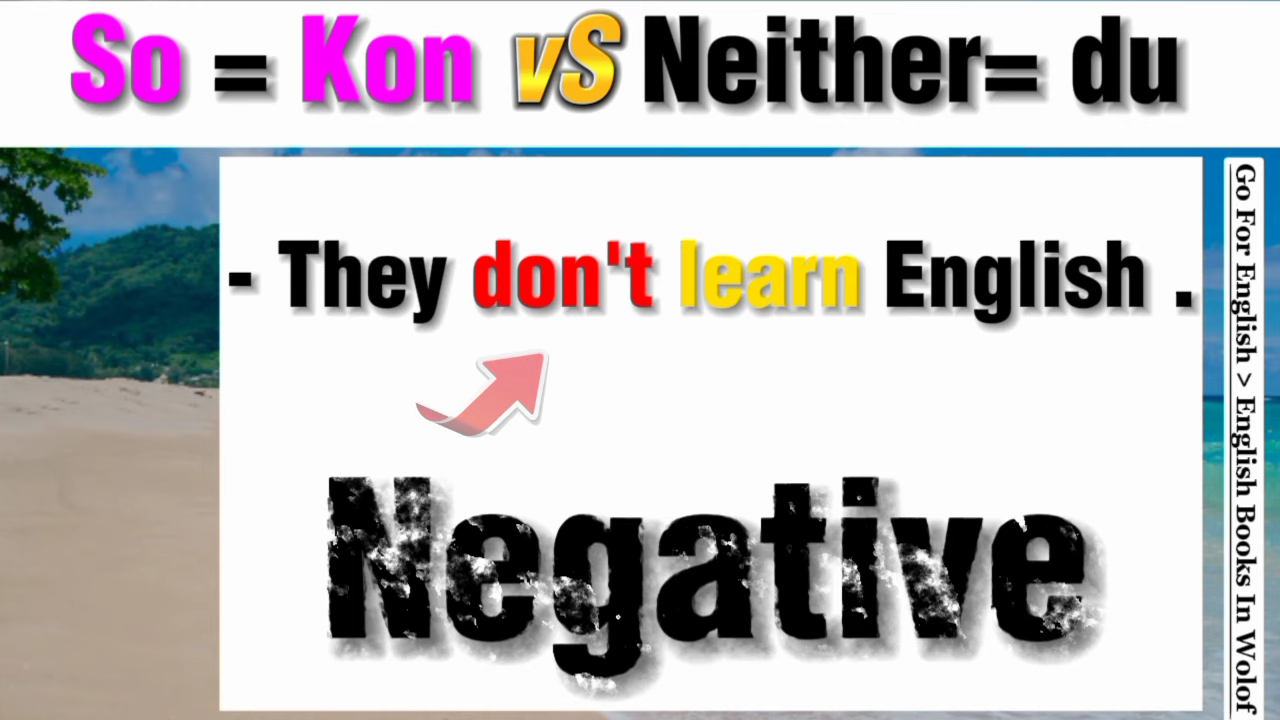 So = Kon vS Neither= du
- They don't learn English .
Negative
Go For English > English Books In Wolof